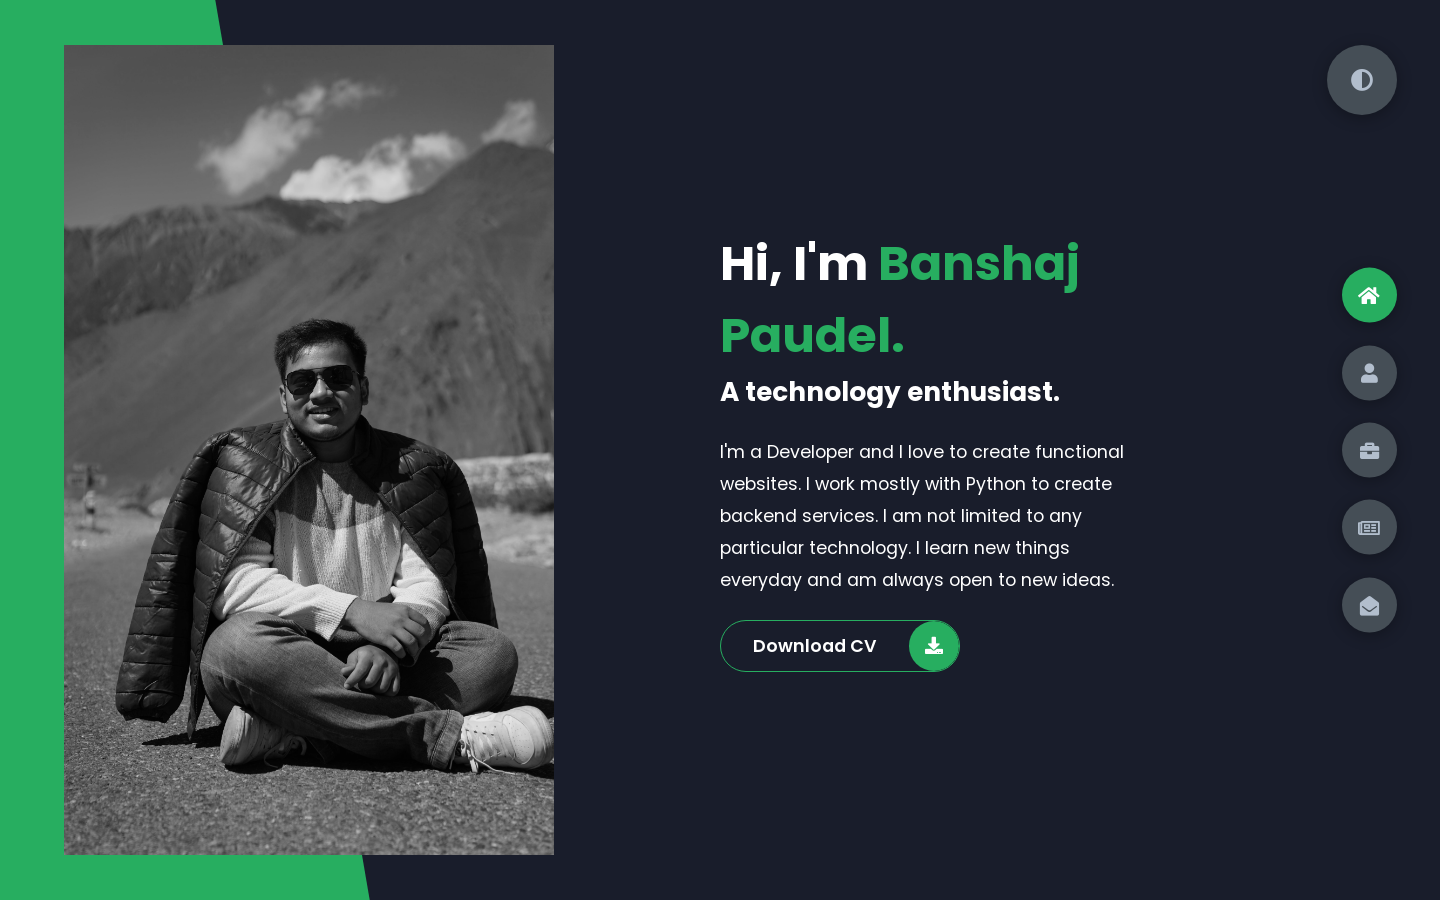 Hi, I'm Banshaj
Paudel.
A technology enthusiast.
I'm a Developer and I love to create functional
websites. I work mostly with Python to create
backend services. I am not limited to any
particular technology. I learn new things
everyday and am always open to new ideas.
Download CV